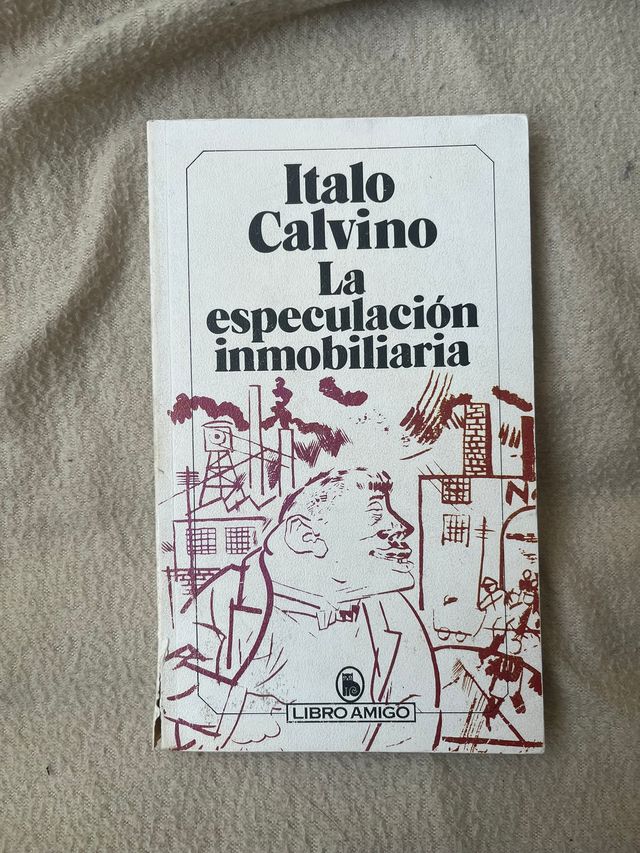 Italo
Calvino
La
especulación
inmobiliaria
N
LIBRO AMIGO